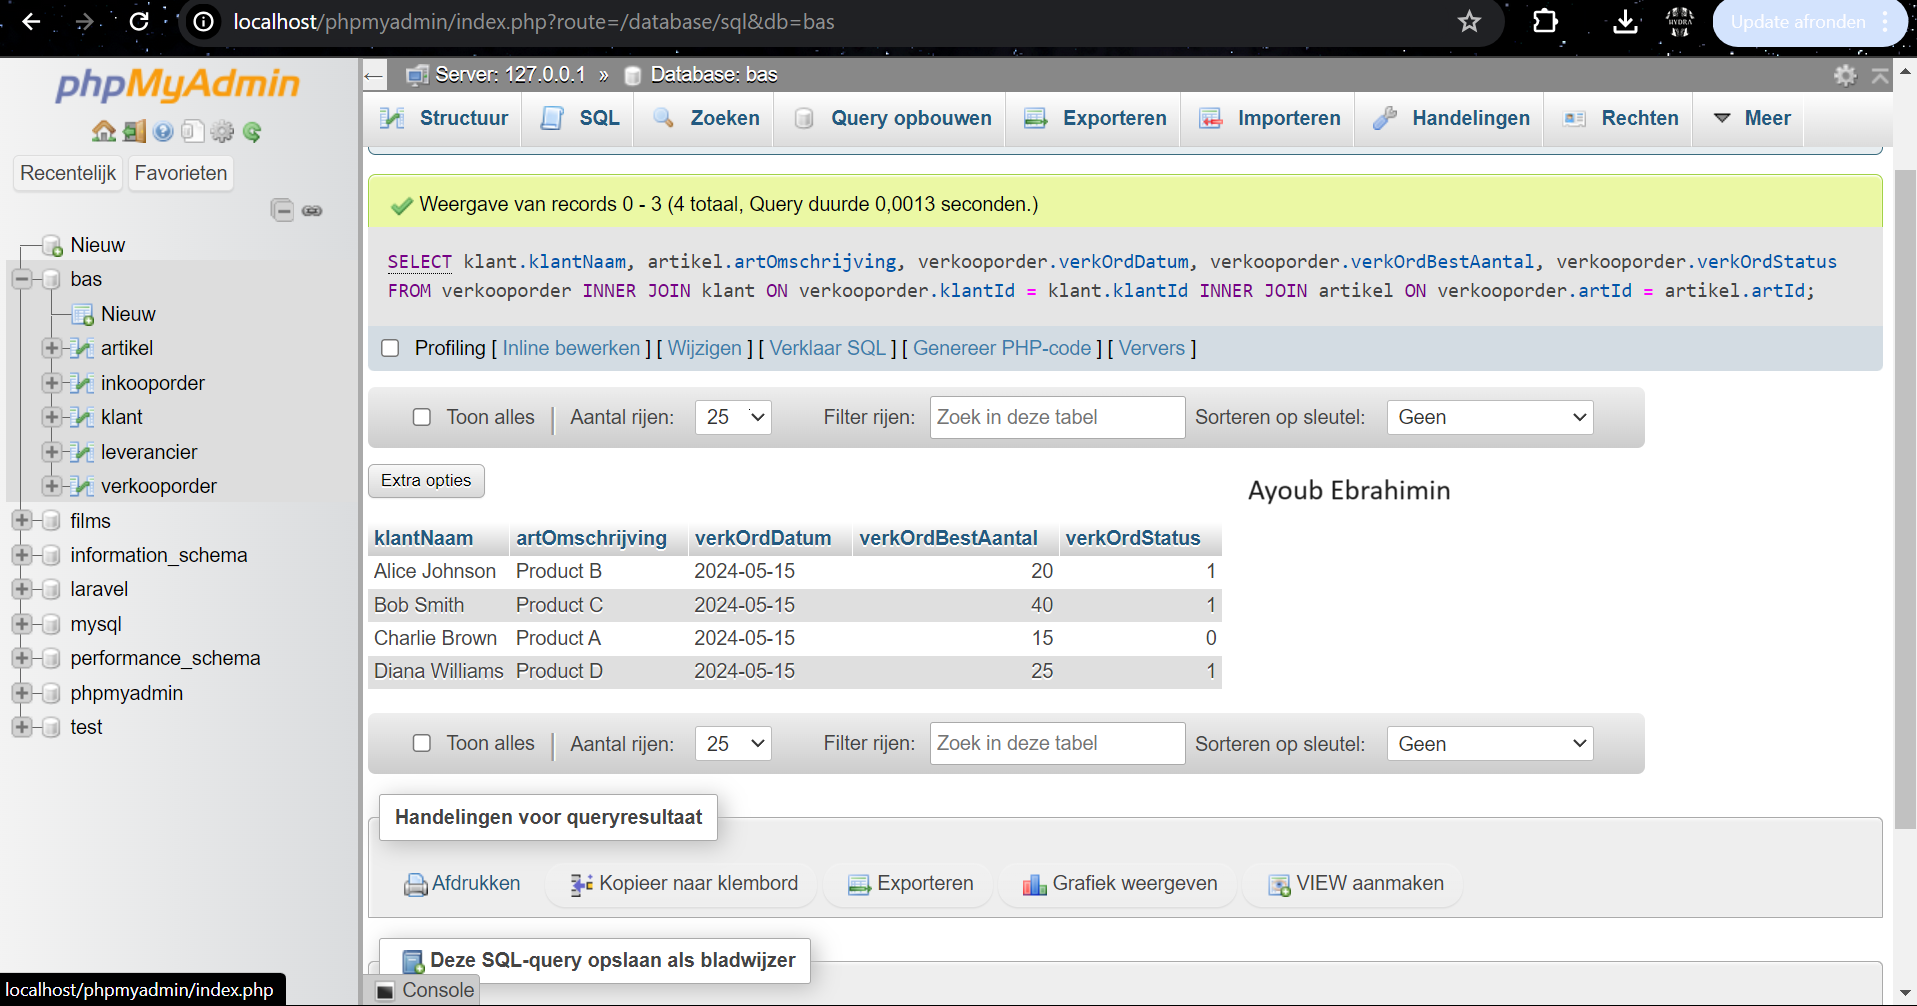 localhost/phpmyadmin/index.php?route=/database/sql&db=bas
HYDRA
Update afronden
phpMyAdmin
Recentelijk Favorieten
Nieuw
bas
Nieuw
artikel
inkooporder
klant
leverancier
verkooporder
films
information_schema
laravel
mysql
performance_schema
phpmyadmin
test
localhost/phpmyadmin/index.php
Server: 127.0.0.1 » Database: bas
Structuur SQL Zoeken Query opbouwen Exporteren Importeren Handelingen Rechten Meer
Weergave van records 0 - 3 (4 totaal, Query duurde 0,0013 seconden.)
SELECT klant.klantNaam, artikel.artOmschrijving, verkooporder.verkOrdDatum, verkooporder.verkOrdBestAantal, verkooporder.verkOrdStatus
FROM verkooporder INNER JOIN klant ON verkooporder.klantId = klant.klantId INNER JOIN artikel ON verkooporder.artId = artikel.artId;
Profiling [ Inline bewerken ] [ Wijzigen ] [ Verklaar SQL ] [ Genereer PHP-code ] [ Ververs ]
Toon alles Aantal rijen: 25 Filter rijen: Zoek in deze tabel Sorteren op sleutel: Geen
Extra opties
Ayoub Ebrahimin
klantNaam artOmschrijving verkOrdDatum verkOrdBestAantal verkOrdStatus
Alice Johnson Product B 2024-05-15 20 1
Bob Smith Product C 2024-05-15 40 1
Charlie Brown Product A 2024-05-15 15 0
Diana Williams Product D 2024-05-15 25 1
Toon alles Aantal rijen: 25 Filter rijen: Zoek in deze tabel Sorteren op sleutel: Geen
Handelingen voor queryresultaat
Afdrukken Kopieer naar klembord Exporteren Grafiek weergeven VIEW aanmaken
Deze SQL-query opslaan als bladwijzer
Console